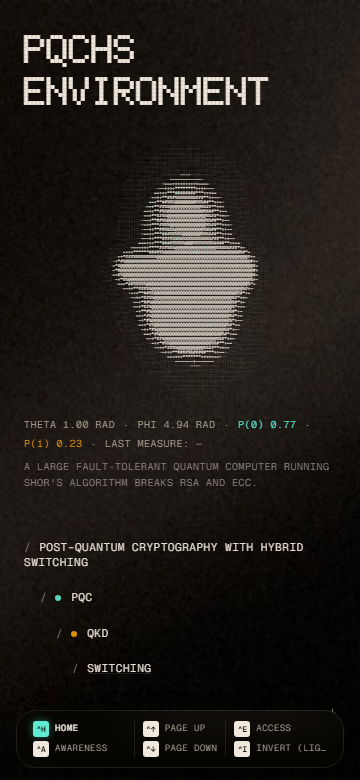 PQCHS
ENVIRONMENT
THETA 1.00 RAD · PHI 4.94 RAD · P(0) 0.77 ·
P(1) 0.23 · LAST MEASURE: —
A LARGE FAULT-TOLERANT QUANTUM COMPUTER RUNNING
SHOR'S ALGORITHM BREAKS RSA AND ECC.
/ POST-QUANTUM CRYPTOGRAPHY WITH HYBRID
SWITCHING
/ ● PQC
/ ● QKD
/ SWITCHING
^H HOME
^A AWARENESS
^↑ PAGE UP
^↓ PAGE DOWN
^E ACCESS
^I INVERT (LIG…